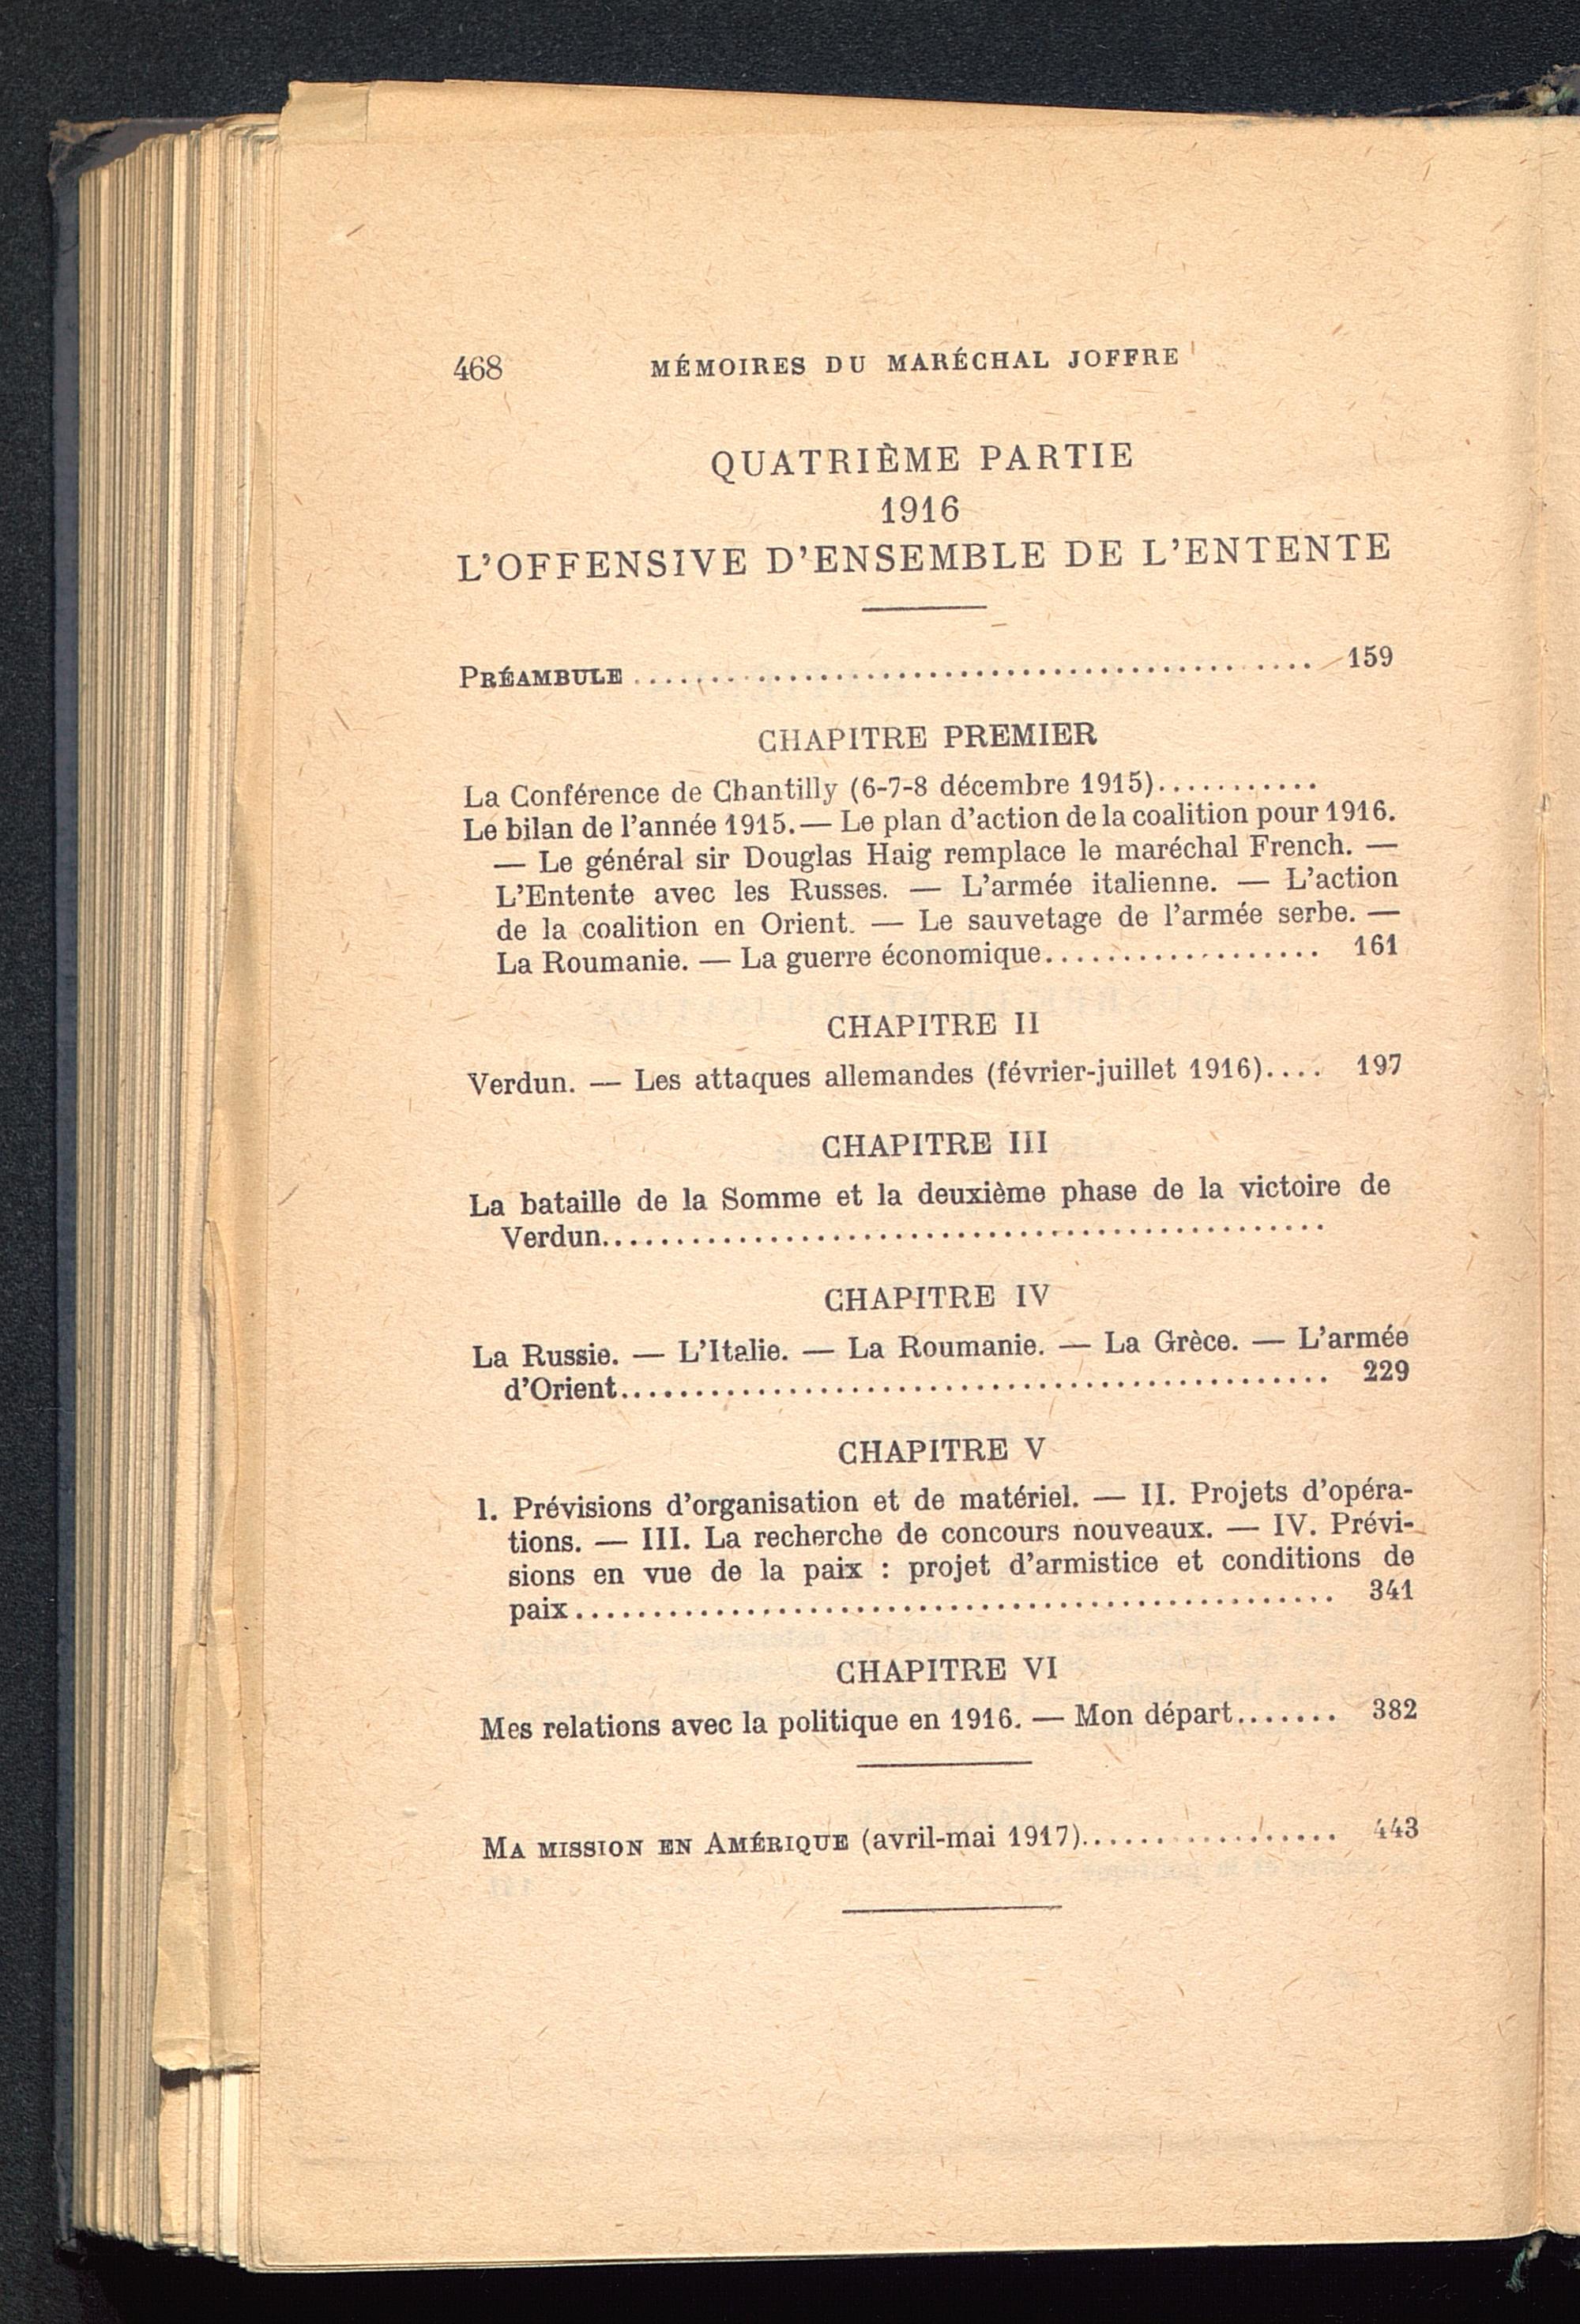 468 MÉMOIRES DU MARÉCHAL JOFFRE
QUATRIÈME PARTIE
1916
L'OFFENSIVE D'ENSEMBLE DE L'ENTENTE
PRÉAMBULE ................................................ 159
CHAPITRE PREMIER
La Conférence de Chantilly (6-7-8 décembre 1915)............
Le bilan de l'année 1915. — Le plan d'action de la coalition pour 1916.
— Le général sir Douglas Haig remplace le maréchal French. —
L'Entente avec les Russes. — L'armée italienne. — L'action
de la coalition en Orient. — Le sauvetage de l'armée serbe. —
La Roumanie. — La guerre économique................... 161
CHAPITRE II
Verdun. — Les attaques allemandes (février-juillet 1916).... 197
CHAPITRE III
La bataille de la Somme et la deuxième phase de la victoire de
Verdun..................................................
CHAPITRE IV
La Russie. — L'Italie. — La Roumanie. — La Grèce. — L'armée
d'Orient................................................. 229
CHAPITRE V
1. Prévisions d'organisation et de matériel. — II. Projets d'opéra-
tions. — III. La recherche de concours nouveaux. — IV. Prévi-
sions en vue de la paix : projet d'armistice et conditions de
paix..................................................... 341
CHAPITRE VI
Mes relations avec la politique en 1916. — Mon départ....... 382
MA MISSION EN AMÉRIQUE (avril-mai 1917).................. 443